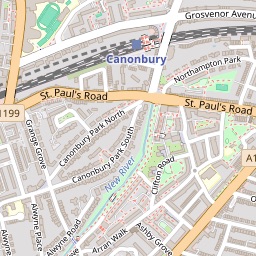 Grosvenor Avenue
Canonbury
Northampton Park
St. Paul's Road
St. Paul's Road
1199
Canonbury Park North
Canonbury Park South
Grange Grove
New River
Clifton Road
A1
Alwyne Road
Alwyne Place
Arran Walk
Ashby Grove